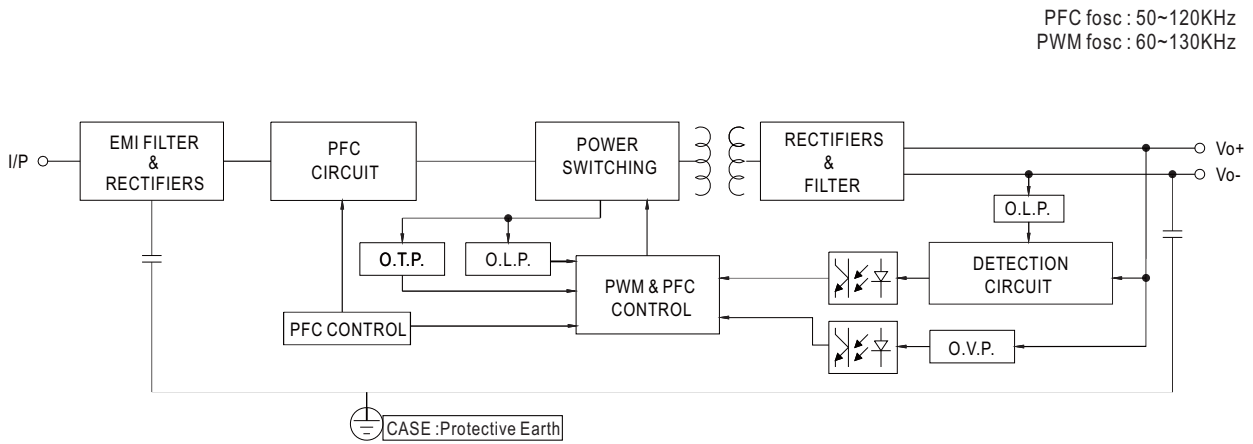 PFC fosc : 50~120KHz
PWM fosc : 60~130KHz
I/P
EMI FILTER
&
RECTIFIERS
PFC
CIRCUIT
POWER
SWITCHING
RECTIFIERS
&
FILTER
Vo+
Vo-
O.L.P.
O.T.P.
O.L.P.
PWM & PFC
CONTROL
DETECTION
CIRCUIT
PFC CONTROL
O.V.P.
CASE :Protective Earth